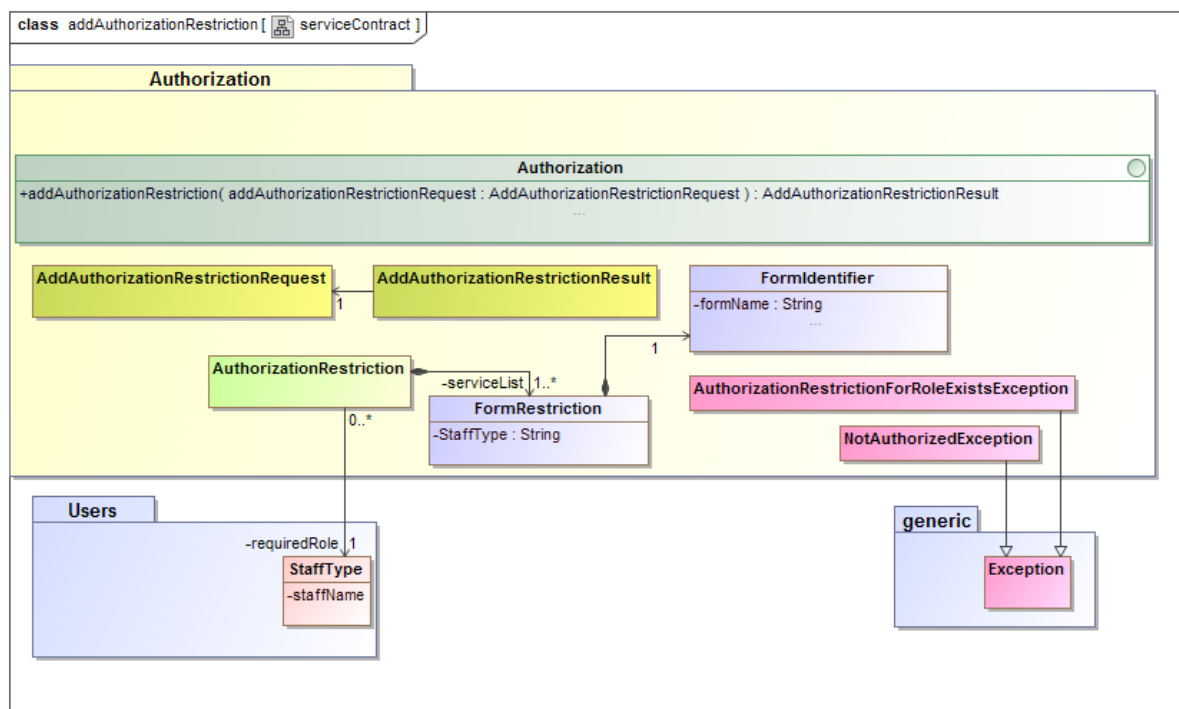 class addAuthorizationRestriction [ serviceContract ]
Authorization
Authorization
+addAuthorizationRestriction( addAuthorizationRestrictionRequest : AddAuthorizationRestrictionRequest ) : AddAuthorizationRestrictionResult
...
AddAuthorizationRestrictionRequest
1
AddAuthorizationRestrictionResult
FormIdentifier
-formName : String
...
1
AuthorizationRestriction
-serviceList 1..*
0..*
FormRestriction
-StaffType : String
AuthorizationRestrictionForRoleExistsException
NotAuthorizedException
Users
-requiredRole 1
StaffType
-staffName
generic
Exception